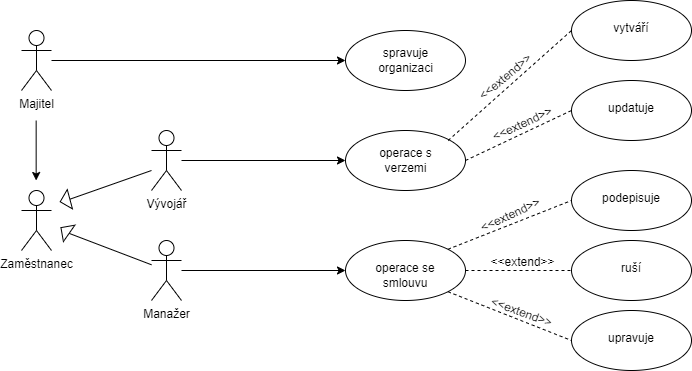 vytváří
spravuje
organizaci
<<extend>>
Majitel
updatuje
<<extend>>
operace s
verzemi
Vývojář
podepisuje
<<extend>>
Zaměstnanec
operace se
smlouvu
<<extend>>
ruší
Manažer
<<extend>>
upravuje